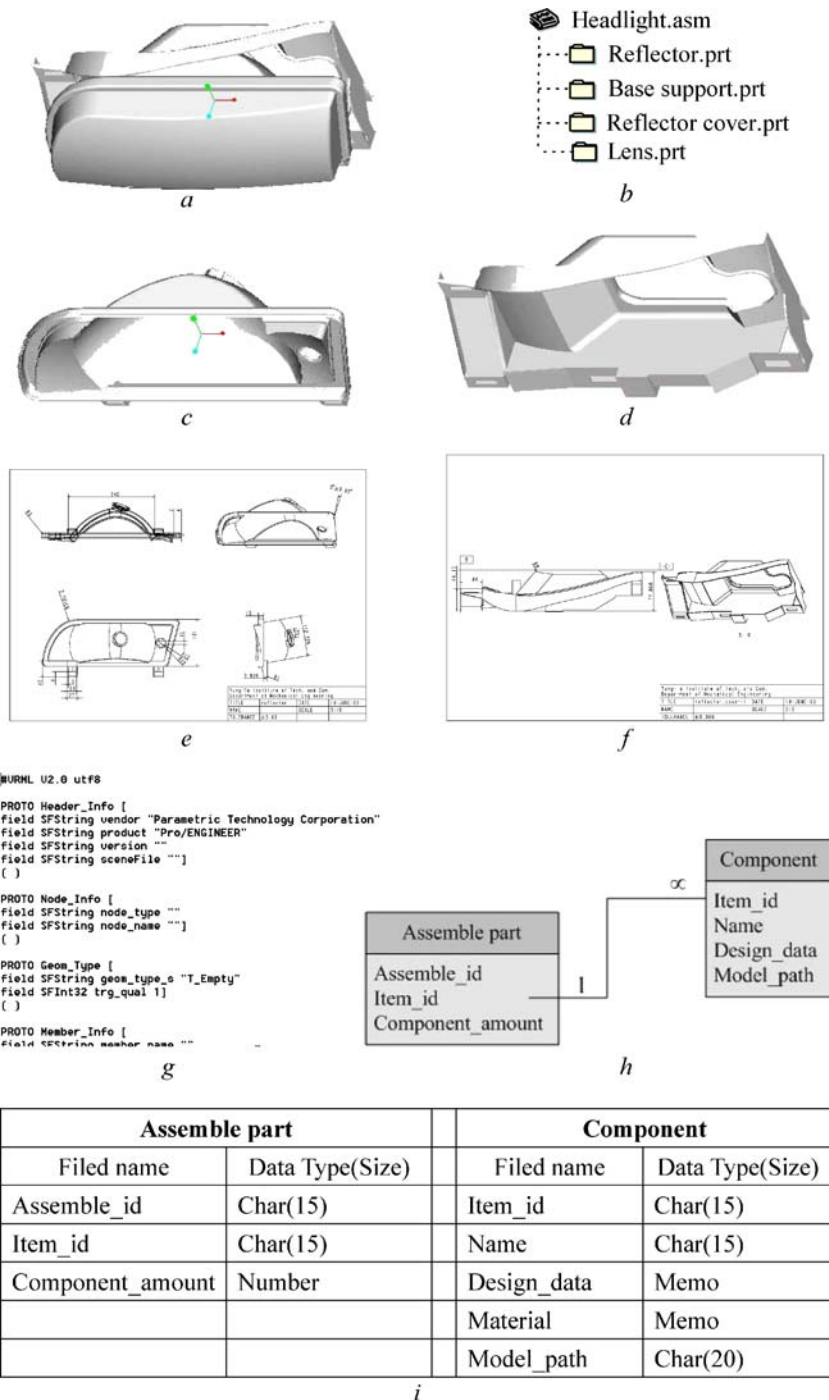 Headlight.asm
Reflector.prt
Base support.prt
Reflector cover.prt
Lens.prt
a
b
c
d
e
f
#VRML V2.0 utf8
PROTO Header_Info [
field SFString vendor "Parametric Technology Corporation"
field SFString product "Pro/ENGINEER"
field SFString version ""
field SFString sceneFile ""]
{ }
PROTO Node_Info [
field SFString node_type ""
field SFString node_name ""]
{ }
PROTO Geom_Type [
field SFString geom_type_s "T_Empty"
field SFInt32 trg_qual 1]
{ }
PROTO Member_Info [
field SFString member_name ""
g
Assemble part
Assemble_id
Item_id
Component_amount
1
∝
Component
Item_id
Name
Design_data
Model_path
h
Assemble part Component
Filed name Data Type(Size) Filed name Data Type(Size)
Assemble_id Char(15) Item_id Char(15)
Item_id Char(15) Name Char(15)
Component_amount Number Design_data Memo
Material Memo
Model_path Char(20)
i